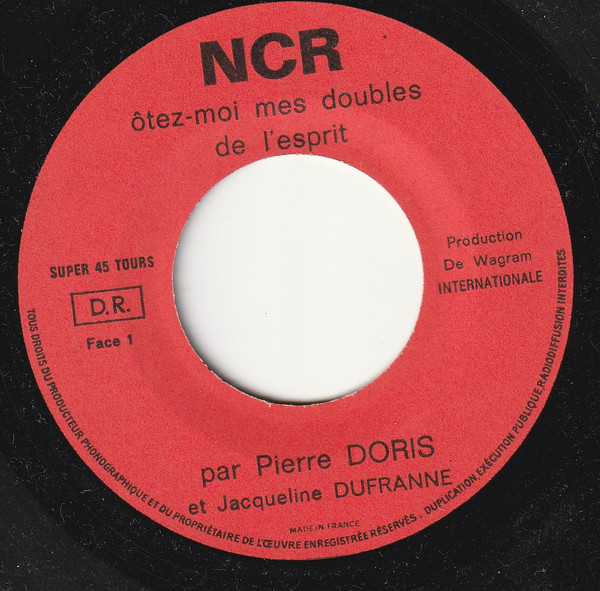 NCR
ôtez-moi mes doubles
de l'esprit
SUPER 45 TOURS
D.R.
Face 1
Production
De Wagram
INTERNATIONALE
par Pierre DORIS
et Jacqueline DUFRANNE
MADE IN FRANCE
TOUS DROITS DU PRODUCTEUR PHONOGRAPHIQUE ET DU PROPRIÉTAIRE DE L'ŒUVRE ENREGISTRÉE RÉSERVÉS. DUPLICATION, EXÉCUTION PUBLIQUE, RADIODIFFUSION INTERDITES